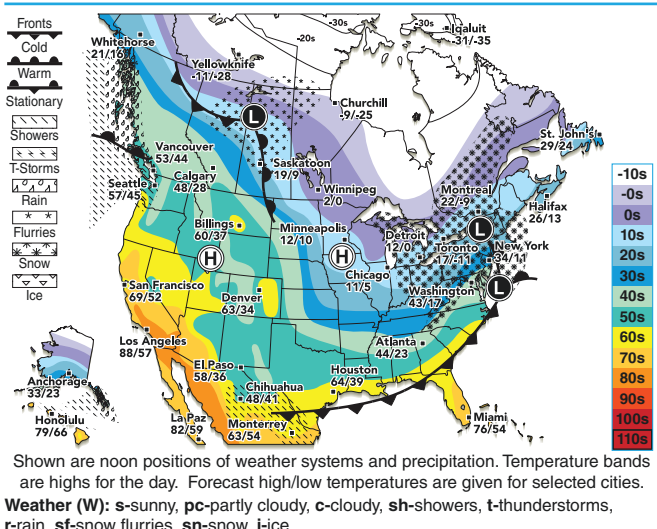 Fronts
Cold
Warm
Stationary
Showers
T-Storms
Rain
Flurries
Snow
Ice
-30s
-20s
-30s
Iqaluit
-31/-35
Whitehorse
21/16
Yellowknife
-11/-28
L
Churchill
-9/-25
St. John's
29/24
Vancouver
53/44
Saskatoon
19/9
Calgary
48/28
Seattle
57/45
Winnipeg
2/0
Montreal
22/-9
Halifax
26/13
Billings
60/37
Minneapolis
12/10
Detroit
12/0
Toronto
17/-11
L
New York
34/11
H
H
Chicago
11/5
Washington
43/17
L
San Francisco
69/52
Denver
63/34
Los Angeles
88/57
Atlanta
44/23
El Paso
58/36
Houston
64/39
Chihuahua
48/41
Anchorage
33/23
Honolulu
79/66
La Paz
82/59
Monterrey
63/54
Miami
76/54
-10s
-0s
0s
10s
20s
30s
40s
50s
60s
70s
80s
90s
100s
110s
Shown are noon positions of weather systems and precipitation. Temperature bands
are highs for the day. Forecast high/low temperatures are given for selected cities.
Weather (W): s-sunny, pc-partly cloudy, c-cloudy, sh-showers, t-thunderstorms,
r-rain, sf-snow flurries, sn-snow, i-ice